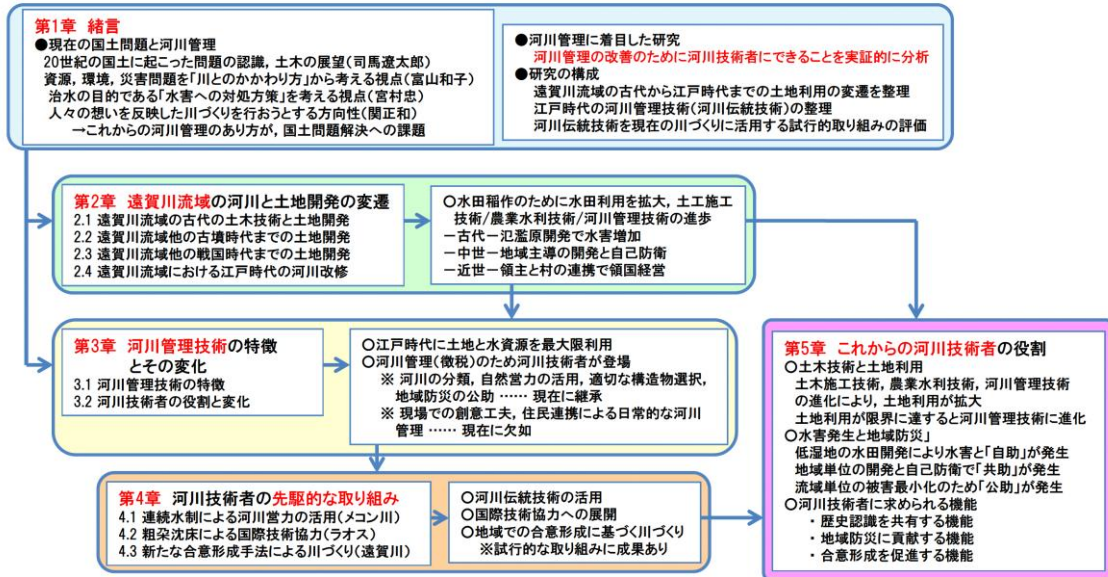 第1章 緒言
●現在の国土問題と河川管理
20世紀の国土に起こった問題の認識, 土木の展望(司馬遼太郎)
資源, 環境, 災害問題を「川とのかかわり方」から考える視点(富山和子)
治水の目的である「水害への対処方策」を考える視点(宮村忠)
人々の想いを反映した川づくりを行おうとする方向性(関正和)
→これからの河川管理のあり方が, 国土問題解決への課題
●河川管理に着目した研究
河川管理の改善のために河川技術者にできることを実証的に分析
●研究の構成
遠賀川流域の古代から江戸時代までの土地利用の変遷を整理
江戸時代の河川管理技術(河川伝統技術)の整理
河川伝統技術を現在の川づくりに活用する試行的取り組みの評価
第2章 遠賀川流域の河川と土地開発の変遷
2.1 遠賀川流域の古代の土木技術と土地開発
2.2 遠賀川流域他の古墳時代までの土地開発
2.3 遠賀川流域他の戦国時代までの土地開発
2.4 遠賀川流域における江戸時代の河川改修
○水田稲作のために水田利用を拡大, 土工施工
技術/農業水利技術/河川管理技術の進歩
－古代－氾濫原開発で水害増加
－中世－地域主導の開発と自己防衛
－近世－領主と村の連携で領国経営
第3章 河川管理技術の特徴
とその変化
3.1 河川管理技術の特徴
3.2 河川技術者の役割と変化
○江戸時代に土地と水資源を最大限利用
○河川管理(徴税)のため河川技術者が登場
※ 河川の分類, 自然営力の活用, 適切な構造物選択,
地域防災の公助 …… 現在に継承
※ 現場での創意工夫, 住民連携による日常的な河川
管理 …… 現在に欠如
第4章 河川技術者の先駆的な取り組み
4.1 連続水制による河川営力の活用(メコン川)
4.2 粗朶沈床による国際技術協力(ラオス)
4.3 新たな合意形成手法による川づくり(遠賀川)
○河川伝統技術の活用
○国際技術協力への展開
○地域での合意形成に基づく川づくり
※試行的な取り組みに成果あり
第5章 これからの河川技術者の役割
○土木技術と土地利用
土木施工技術, 農業水利技術, 河川管理技術
の進化により, 土地利用が拡大
土地利用が限界に達すると河川管理技術に進化
○水害発生と地域防災」
低湿地の水田開発により水害と「自助」が発生
地域単位の開発と自己防衛で「共助」が発生
流域単位の被害最小化のため「公助」が発生
○河川技術者に求められる機能
・ 歴史認識を共有する機能
・ 地域防災に貢献する機能
・ 合意形成を促進する機能